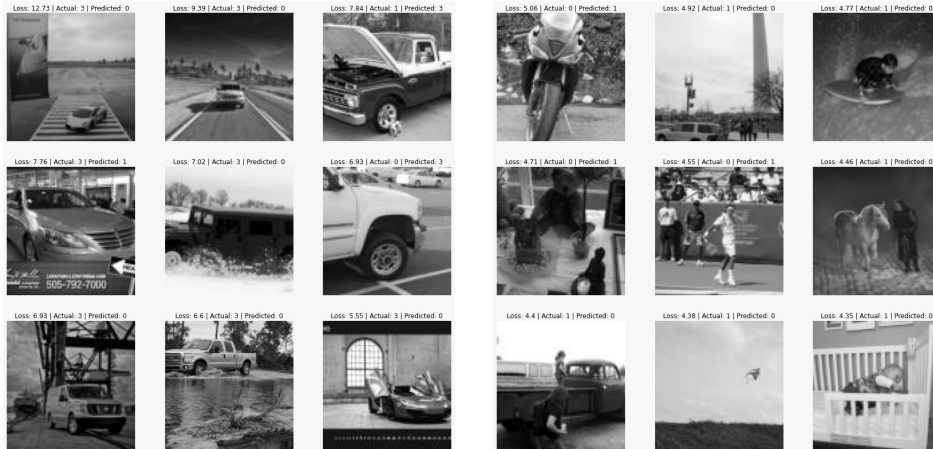 Loss: 12.73 | Actual: 3 | Predicted: 0
Loss: 9.39 | Actual: 3 | Predicted: 0
Loss: 7.84 | Actual: 1 | Predicted: 3
Loss: 5.06 | Actual: 0 | Predicted: 1
Loss: 4.92 | Actual: 1 | Predicted: 0
Loss: 4.77 | Actual: 1 | Predicted: 0
Loss: 7.76 | Actual: 3 | Predicted: 1
Loss: 7.02 | Actual: 3 | Predicted: 0
Loss: 6.93 | Actual: 0 | Predicted: 3
Loss: 4.71 | Actual: 0 | Predicted: 1
Loss: 4.55 | Actual: 0 | Predicted: 1
Loss: 4.46 | Actual: 1 | Predicted: 0
505-792-7000
Loss: 6.93 | Actual: 3 | Predicted: 0
Loss: 6.6 | Actual: 3 | Predicted: 0
Loss: 5.55 | Actual: 3 | Predicted: 0
Loss: 4.4 | Actual: 1 | Predicted: 0
Loss: 4.38 | Actual: 1 | Predicted: 0
Loss: 4.35 | Actual: 1 | Predicted: 0